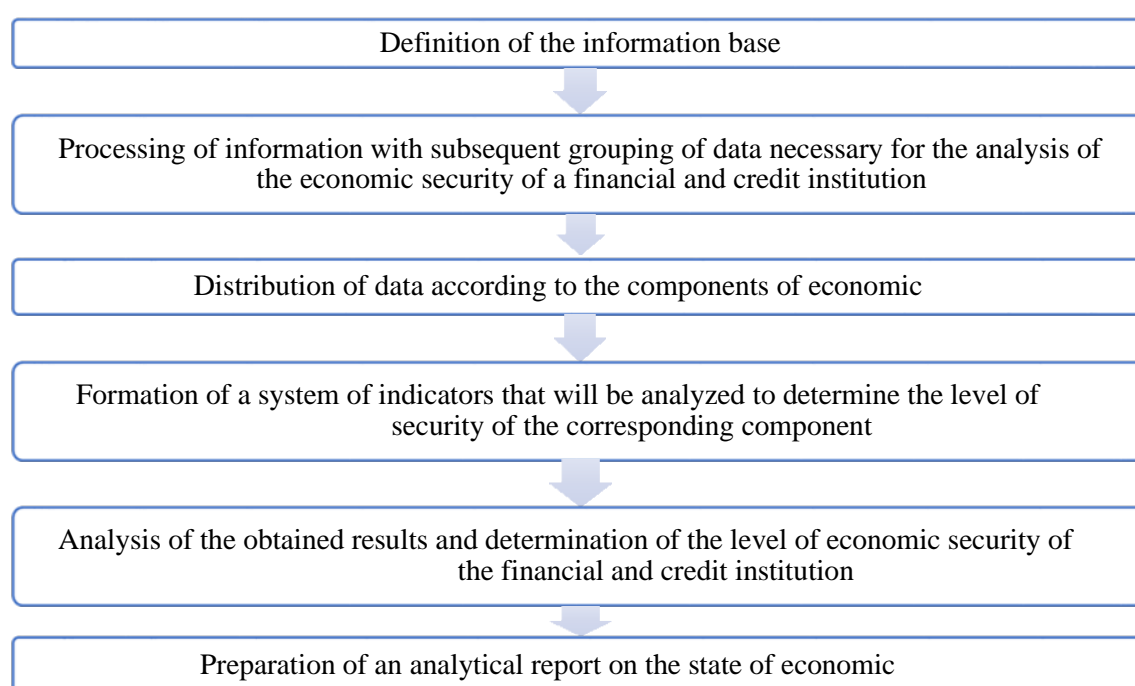 Definition of the information base
Processing of information with subsequent grouping of data necessary for the analysis of
the economic security of a financial and credit institution
Distribution of data according to the components of economic
Formation of a system of indicators that will be analyzed to determine the level of
security of the corresponding component
Analysis of the obtained results and determination of the level of economic security of
the financial and credit institution
Preparation of an analytical report on the state of economic